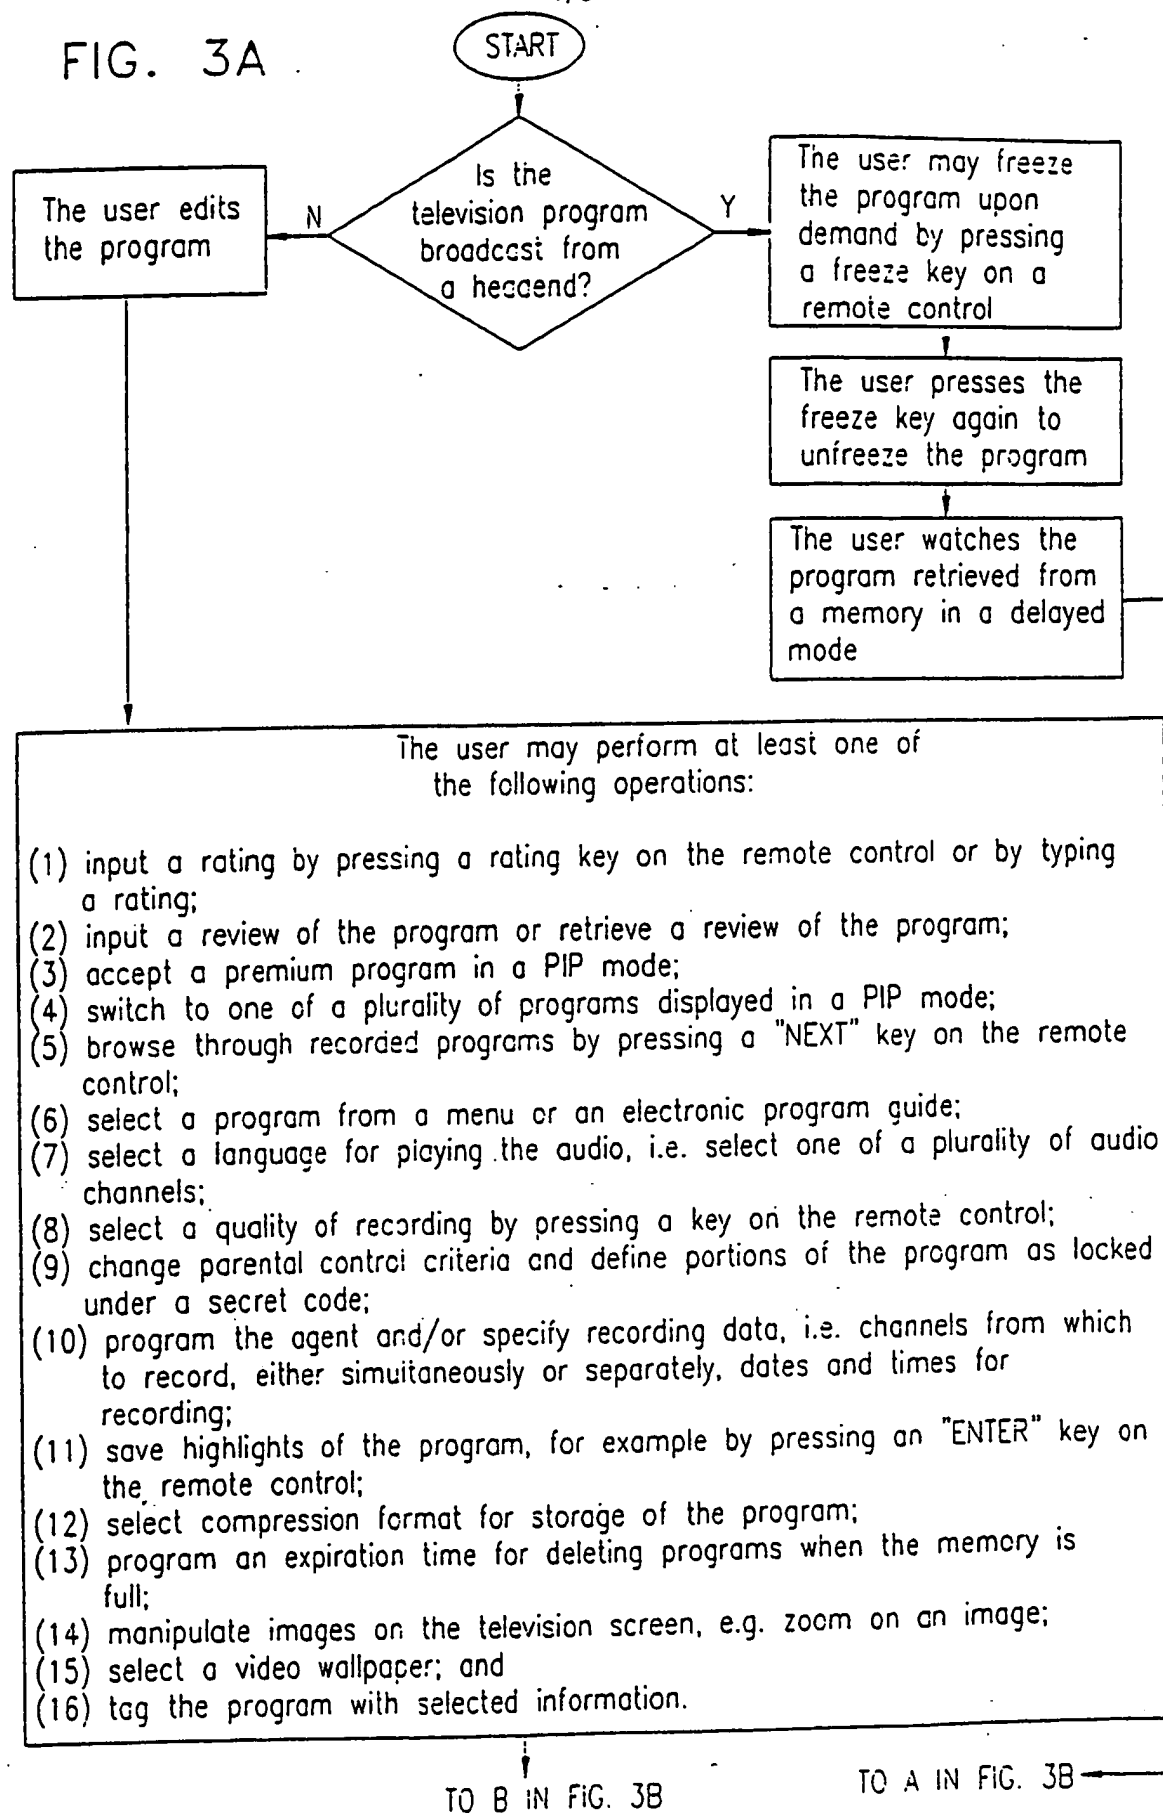 FIG. 3A
START
Is the
television program
broadcast from
a headend?
N
Y
The user edits
the program
The user may freeze
the program upon
demand by pressing
a freeze key on a
remote control
The user presses the
freeze key again to
unfreeze the program
The user watches the
program retrieved from
a memory in a delayed
mode
The user may perform at least one of
the following operations:
(1) input a rating by pressing a rating key on the remote control or by typing
a rating;
(2) input a review of the program or retrieve a review of the program;
(3) accept a premium program in a PIP mode;
(4) switch to one of a plurality of programs displayed in a PIP mode;
(5) browse through recorded programs by pressing a "NEXT" key on the remote
control;
(6) select a program from a menu or an electronic program guide;
(7) select a language for playing the audio, i.e. select one of a plurality of audio
channels;
(8) select a quality of recording by pressing a key on the remote control;
(9) change parental control criteria and define portions of the program as locked
under a secret code;
(10) program the agent and/or specify recording data, i.e. channels from which
to record, either simultaneously or separately, dates and times for
recording;
(11) save highlights of the program, for example by pressing an "ENTER" key on
the remote control;
(12) select compression format for storage of the program;
(13) program an expiration time for deleting programs when the memory is
full;
(14) manipulate images on the television screen, e.g. zoom on an image;
(15) select a video wallpaper; and
(16) tag the program with selected information.
TO B IN FIG. 3B
TO A IN FIG. 3B